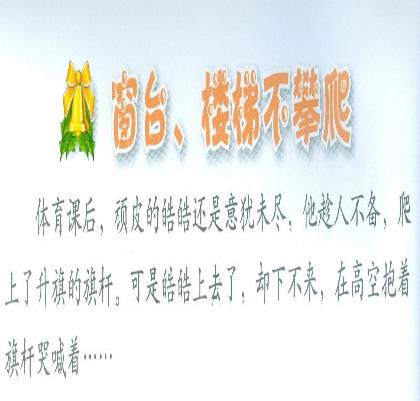 窗台、楼梯不攀爬
体育课后，顽皮的皓皓还是意犹未尽，他趁人不备，爬
上了升旗的旗杆。可是皓皓上去了，却下不来，在高空抱着
旗杆哭喊着……